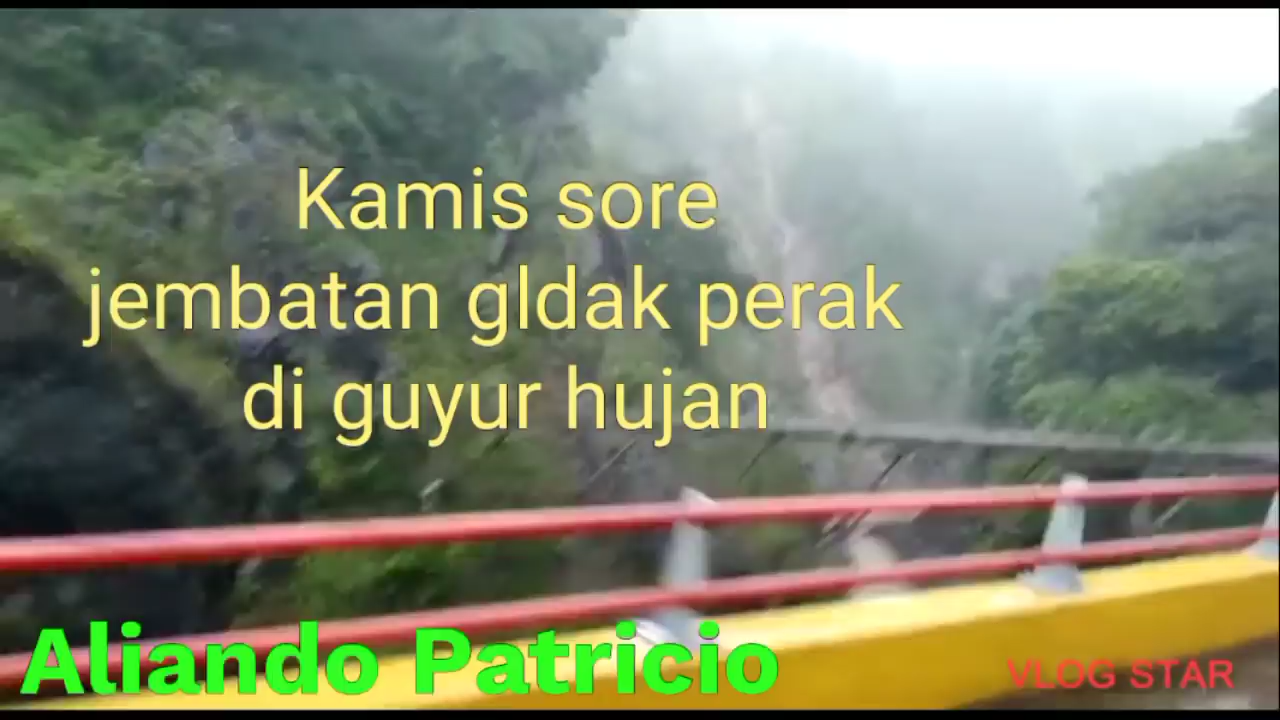 Kamis sore
jembatan gldak perak
di guyur hujan
Aliando Patricio
VLOG STAR